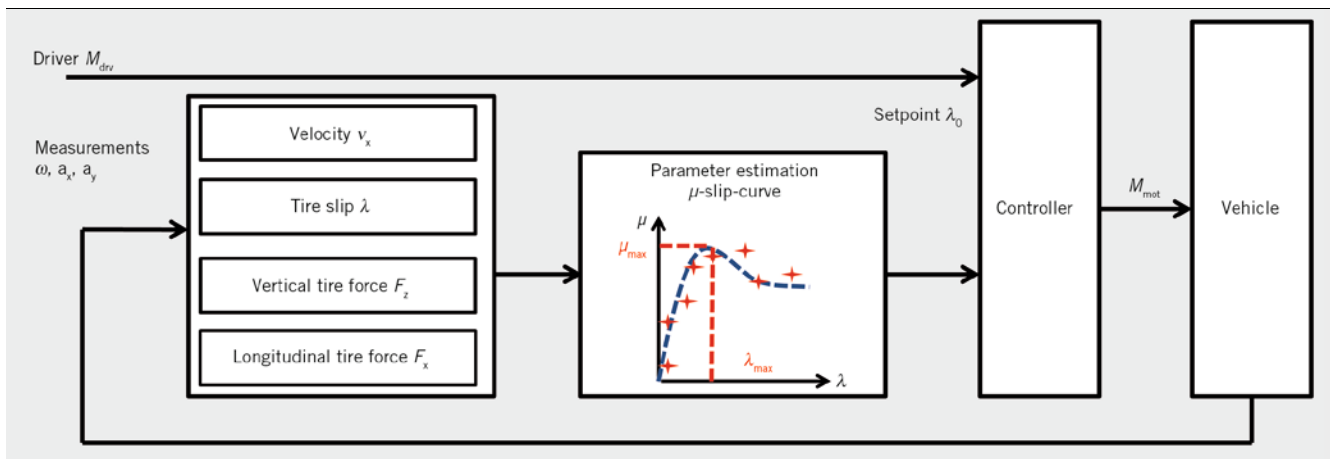 Driver M_drv
Measurements
ω, a_x, a_y
Velocity v_x
Tire slip λ
Vertical tire force F_z
Longitudinal tire force F_x
Parameter estimation
μ-slip-curve
μ
μ_max
λ_max
λ
Setpoint λ_0
Controller
M_mot
Vehicle